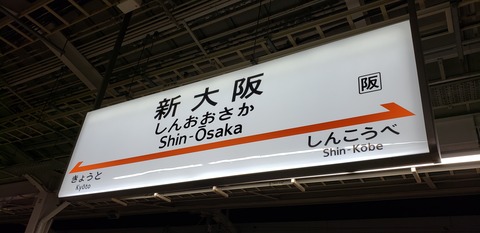 新大阪
阪
しんおおさか
Shin-Ōsaka
きょうと
Kyōto
しんこうべ
Shin-Kōbe